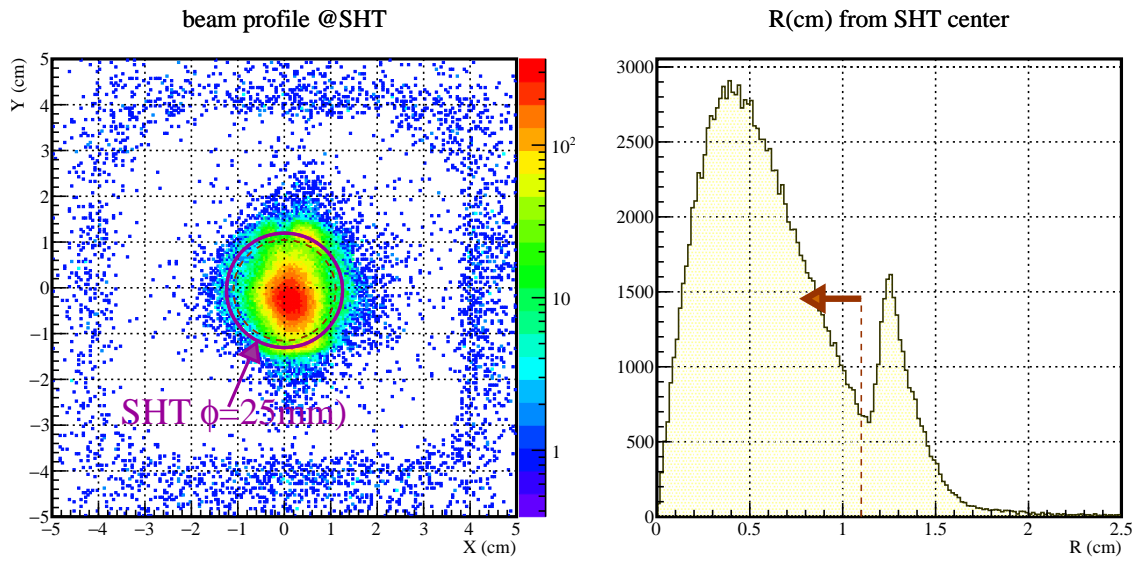 beam profile @SHT
R(cm) from SHT center
Y (cm)
5
4
3
2
1
0
−1
−2
−3
−4
−5
−5 −4 −3 −2 −1 0 1 2 3 4 5
X (cm)
10²
10
1
SHT ϕ=25mm)
3000
2500
2000
1500
1000
500
0
0 0.5 1 1.5 2 2.5
R (cm)